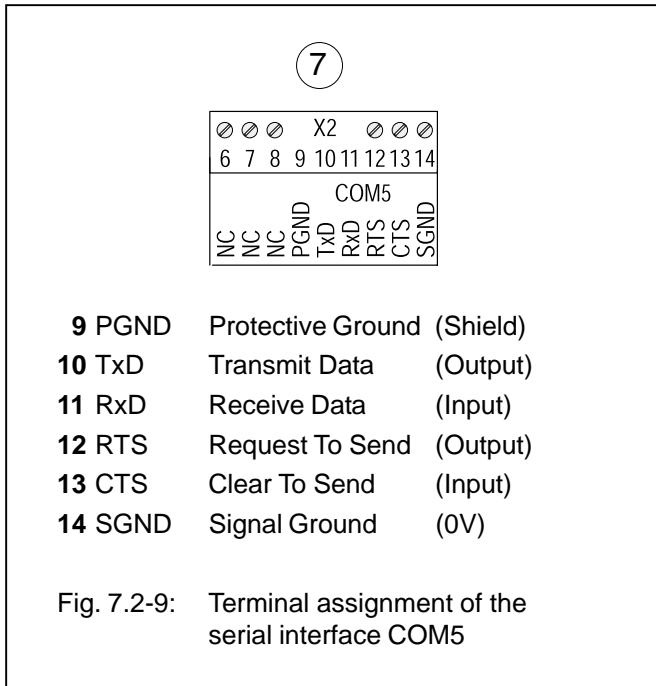 7
X2
6 7 8 9 10 11 12 13 14
COM5
NC NC NC PGND TxD RxD RTS CTS SGND
9 PGND Protective Ground (Shield)
10 TxD Transmit Data (Output)
11 RxD Receive Data (Input)
12 RTS Request To Send (Output)
13 CTS Clear To Send (Input)
14 SGND Signal Ground (0V)
Fig. 7.2-9: Terminal assignment of the
serial interface COM5